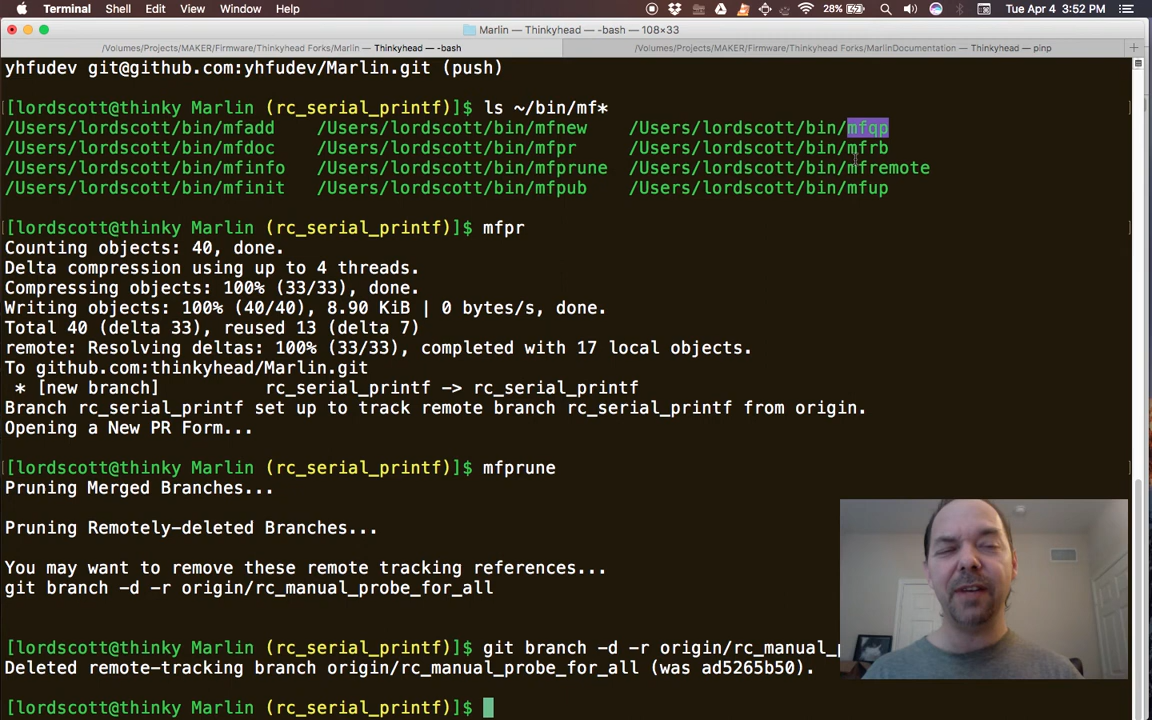 Terminal Shell Edit View Window Help 28% Tue Apr 4 3:52 PM
Marlin — Thinkyhead — -bash — 108×33
/Volumes/Projects/MAKER/Firmware/Thinkyhead Forks/Marlin — Thinkyhead — -bash
/Volumes/Projects/MAKER/Firmware/Thinkyhead Forks/MarlinDocumentation — Thinkyhead — pinp
yhfudev git@github.com:yhfudev/Marlin.git (push)
[lordscott@thinky Marlin (rc_serial_printf)]$ ls ~/bin/mf*
/Users/lordscott/bin/mfadd /Users/lordscott/bin/mfnew /Users/lordscott/bin/mfqp
/Users/lordscott/bin/mfdoc /Users/lordscott/bin/mfpr /Users/lordscott/bin/mfrb
/Users/lordscott/bin/mfinfo /Users/lordscott/bin/mfprune /Users/lordscott/bin/mfremote
/Users/lordscott/bin/mfinit /Users/lordscott/bin/mfpub /Users/lordscott/bin/mfup
[lordscott@thinky Marlin (rc_serial_printf)]$ mfpr
Counting objects: 40, done.
Delta compression using up to 4 threads.
Compressing objects: 100% (33/33), done.
Writing objects: 100% (40/40), 8.90 KiB | 0 bytes/s, done.
Total 40 (delta 33), reused 13 (delta 7)
remote: Resolving deltas: 100% (33/33), completed with 17 local objects.
To github.com:thinkyhead/Marlin.git
* [new branch] rc_serial_printf -> rc_serial_printf
Branch rc_serial_printf set up to track remote branch rc_serial_printf from origin.
Opening a New PR Form...
[lordscott@thinky Marlin (rc_serial_printf)]$ mfprune
Pruning Merged Branches...
Pruning Remotely-deleted Branches...
You may want to remove these remote tracking references...
git branch -d -r origin/rc_manual_probe_for_all
[lordscott@thinky Marlin (rc_serial_printf)]$ git branch -d -r origin/rc_manual_
Deleted remote-tracking branch origin/rc_manual_probe_for_all (was ad5265b50).
[lordscott@thinky Marlin (rc_serial_printf)]$